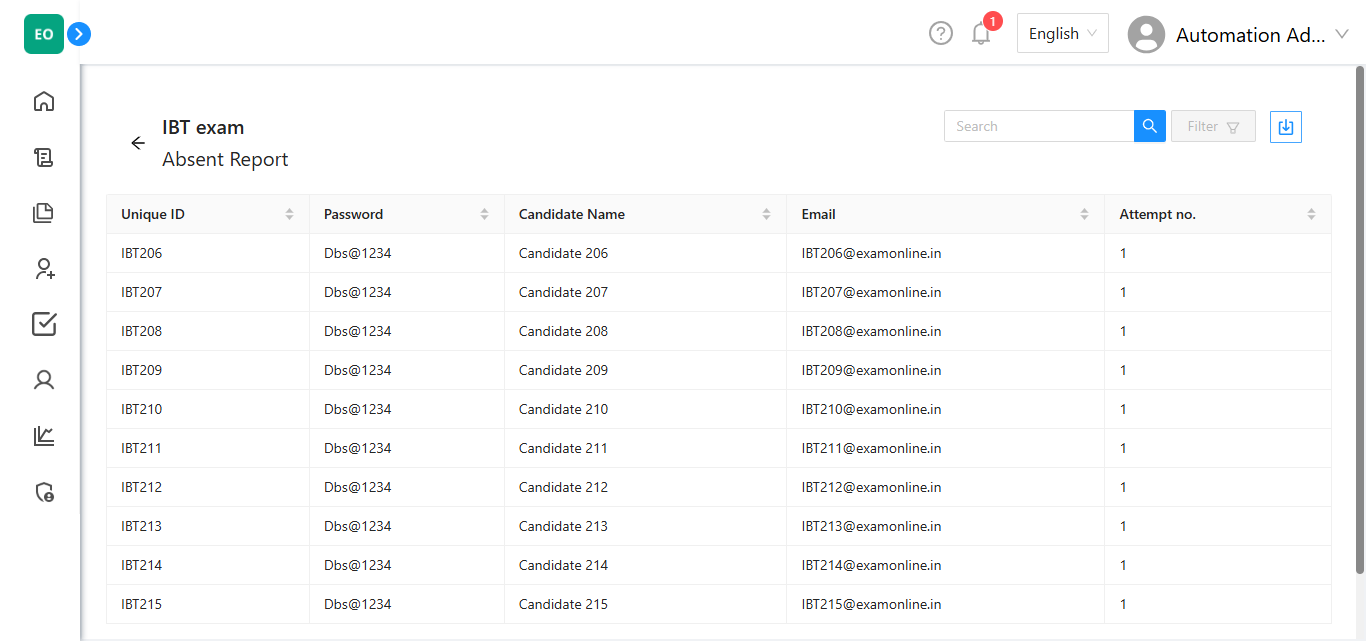 EO
1
English
Automation Ad...
IBT exam
Absent Report
Search
Filter
Unique ID Password Candidate Name Email Attempt no.
IBT206 Dbs@1234 Candidate 206 IBT206@examonline.in 1
IBT207 Dbs@1234 Candidate 207 IBT207@examonline.in 1
IBT208 Dbs@1234 Candidate 208 IBT208@examonline.in 1
IBT209 Dbs@1234 Candidate 209 IBT209@examonline.in 1
IBT210 Dbs@1234 Candidate 210 IBT210@examonline.in 1
IBT211 Dbs@1234 Candidate 211 IBT211@examonline.in 1
IBT212 Dbs@1234 Candidate 212 IBT212@examonline.in 1
IBT213 Dbs@1234 Candidate 213 IBT213@examonline.in 1
IBT214 Dbs@1234 Candidate 214 IBT214@examonline.in 1
IBT215 Dbs@1234 Candidate 215 IBT215@examonline.in 1